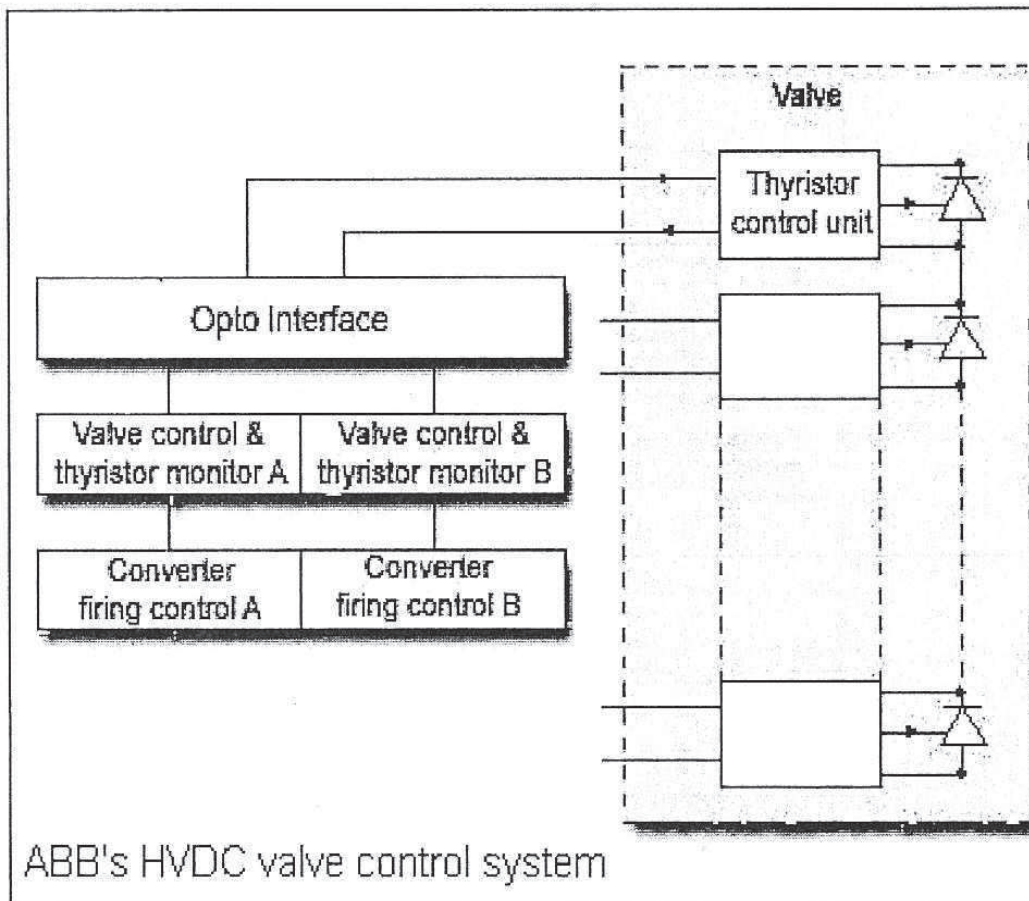 Valve
Thyristor
control unit
Opto Interface
Valve control &
thyristor monitor A
Valve control &
thyristor monitor B
Converter
firing control A
Converter
firing control B
ABB's HVDC valve control system